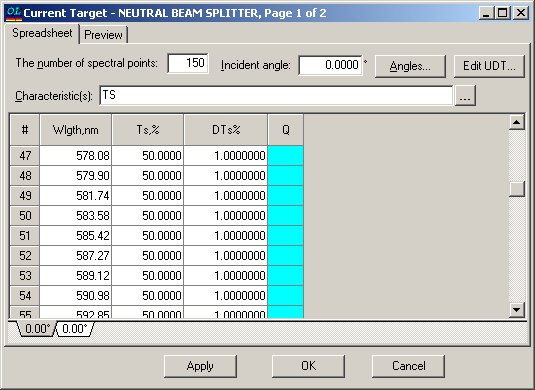 OL Current Target - NEUTRAL BEAM SPLITTER, Page 1 of 2
Spreadsheet Preview
The number of spectral points: 150 Incident angle: 0.0000 ° Angles... Edit UDT...
Characteristic(s): TS ...
# Wlgth,nm Ts,% DTs% Q
47 578.08 50.0000 1.0000000
48 579.90 50.0000 1.0000000
49 581.74 50.0000 1.0000000
50 583.58 50.0000 1.0000000
51 585.42 50.0000 1.0000000
52 587.27 50.0000 1.0000000
53 589.12 50.0000 1.0000000
54 590.98 50.0000 1.0000000
55 592.85 50.0000 1.0000000
0.00° 0.00°
Apply OK Cancel